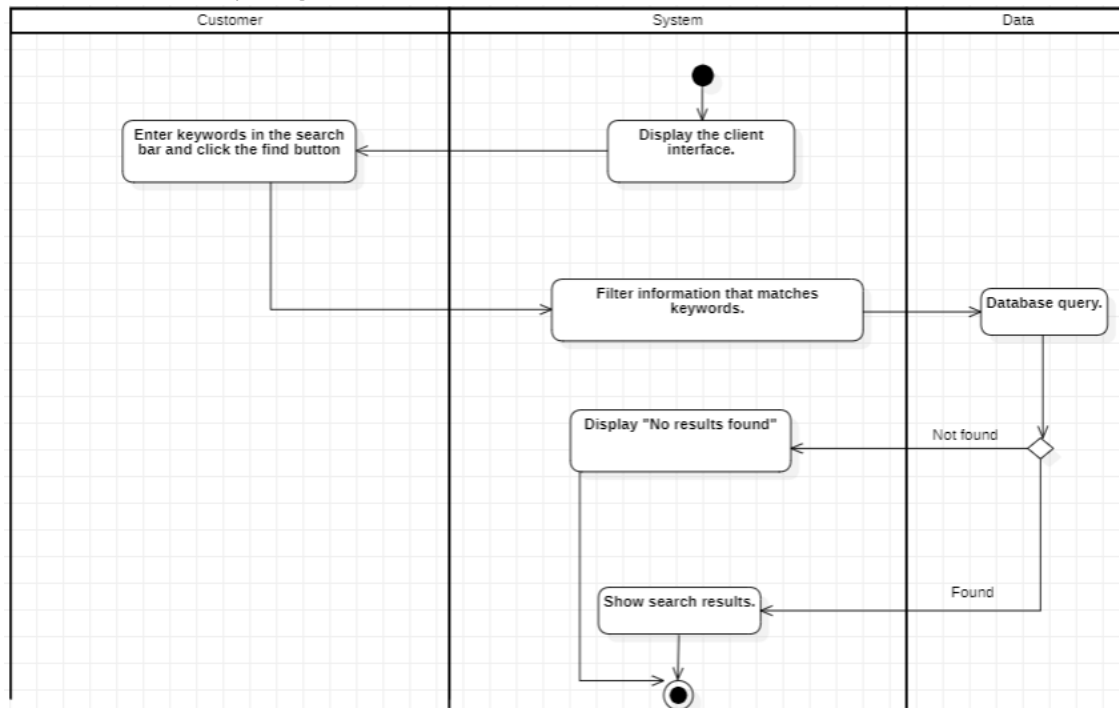 Customer
System
Data
Enter keywords in the search
bar and click the find button
Display the client
interface.
Filter information that matches
keywords.
Database query.
Display "No results found"
Not found
Found
Show search results.